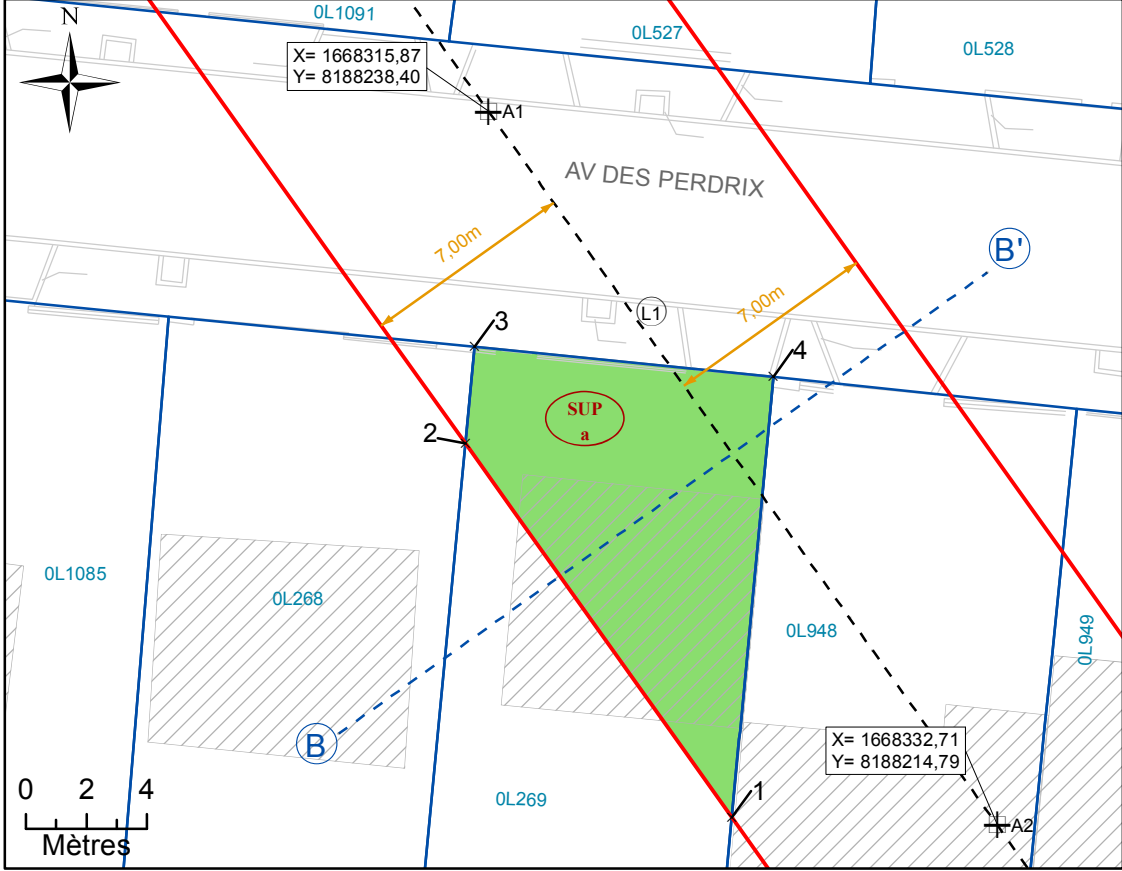 0L1091
N
0L527
0L528
X= 1668315,87
Y= 8188238,40
A1
AV DES PERDRIX
7,00m
B'
7,00m
L1
3
4
SUP
a
2
0L1085
0L268
0L948
0L949
X= 1668332,71
Y= 8188214,79
B
0 2 4
Mètres
0L269
1
A2